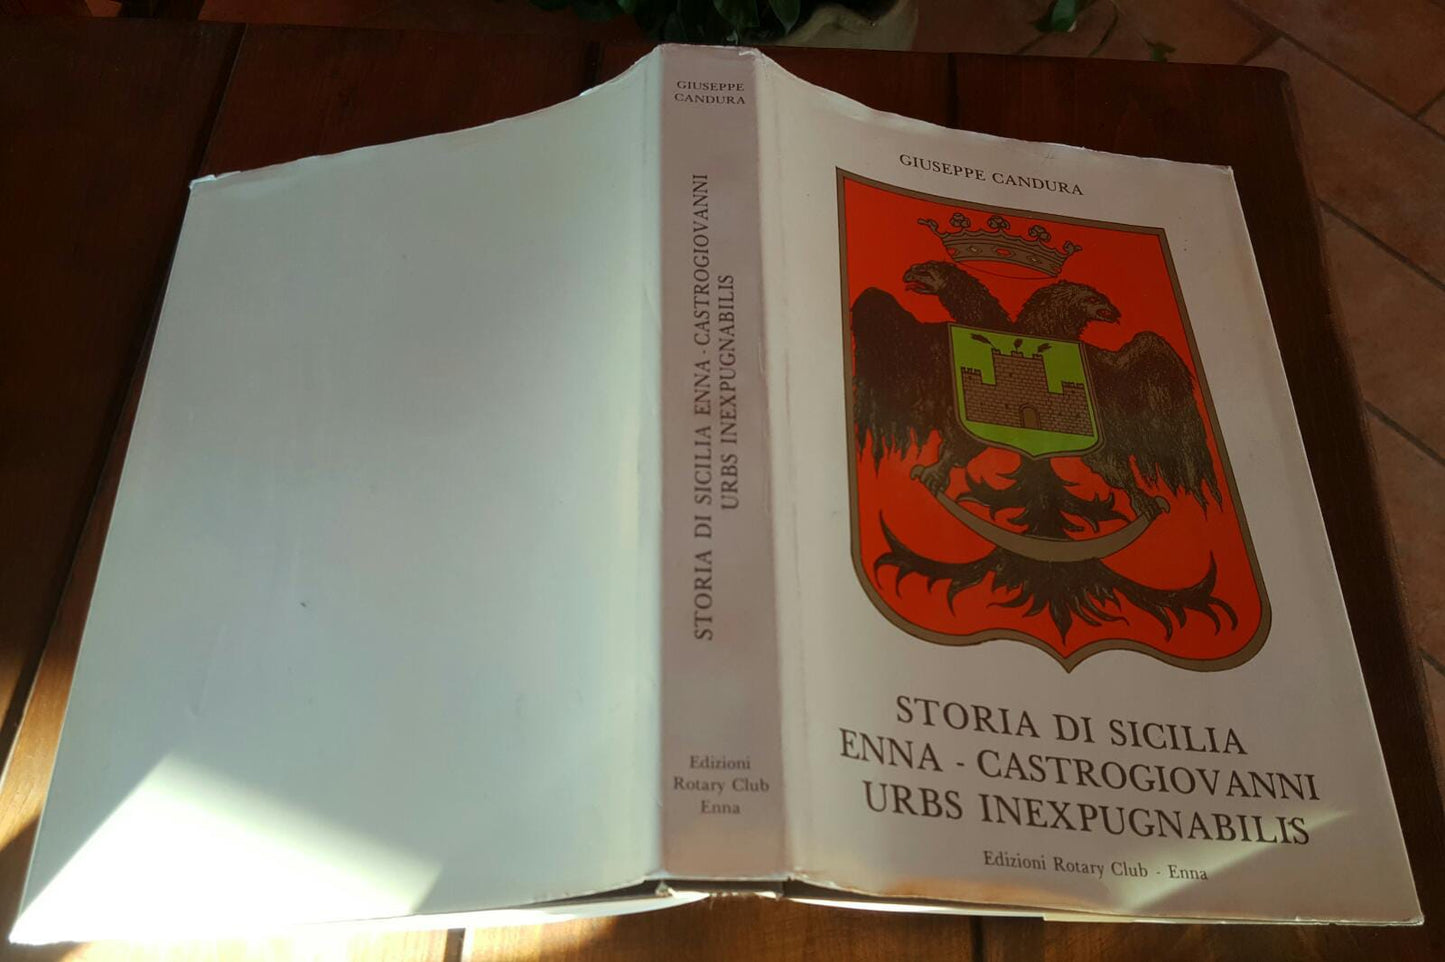 GIUSEPPE
CANDURA
STORIA DI SICILIA ENNA - CASTROGIOVANNI
URBS INEXPUGNABILIS
Edizioni
Rotary Club
Enna
GIUSEPPE CANDURA
STORIA DI SICILIA
ENNA - CASTROGIOVANNI
URBS INEXPUGNABILIS
Edizioni Rotary Club - Enna